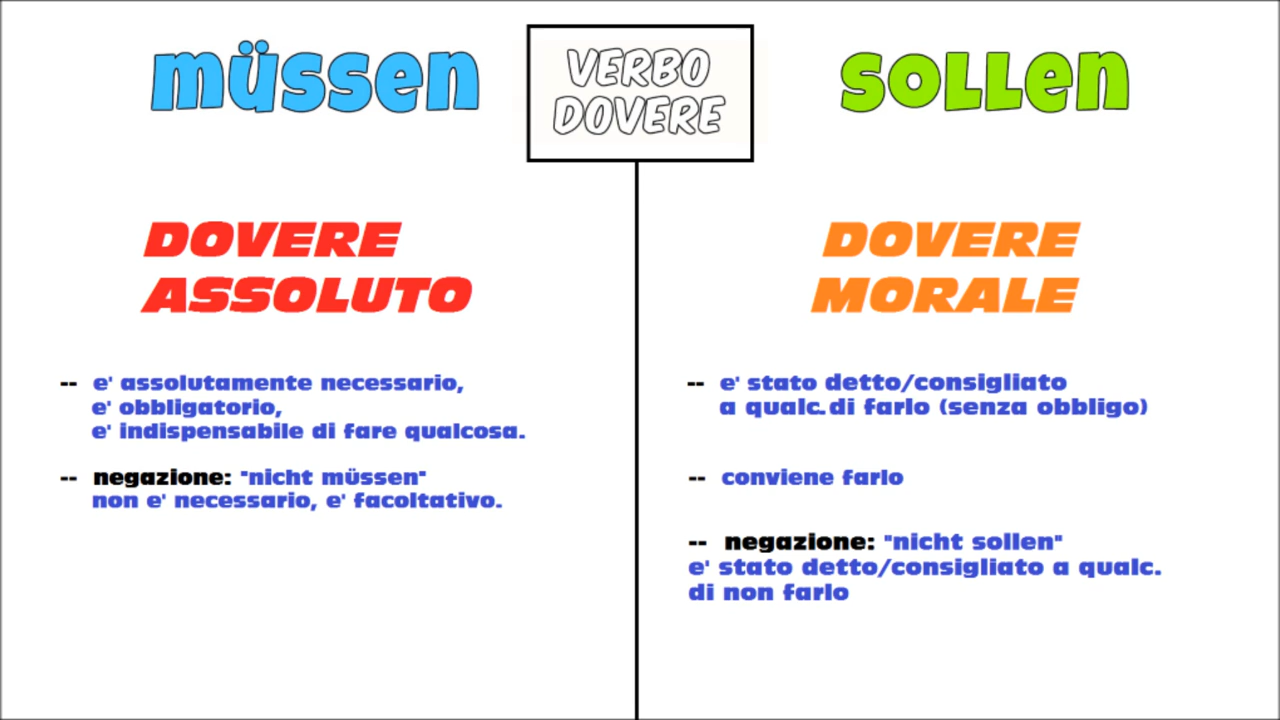 müssen
VERBO
DOVERE
sollen
DOVERE
ASSOLUTO
-- e' assolutamente necessario,
e' obbligatorio,
e' indispensabile di fare qualcosa.
-- negazione: "nicht müssen"
non e' necessario, e' facoltativo.
DOVERE
MORALE
-- e' stato detto/consigliato
a qualc. di farlo (senza obbligo)
-- conviene farlo
-- negazione: "nicht sollen"
e' stato detto/consigliato a qualc.
di non farlo